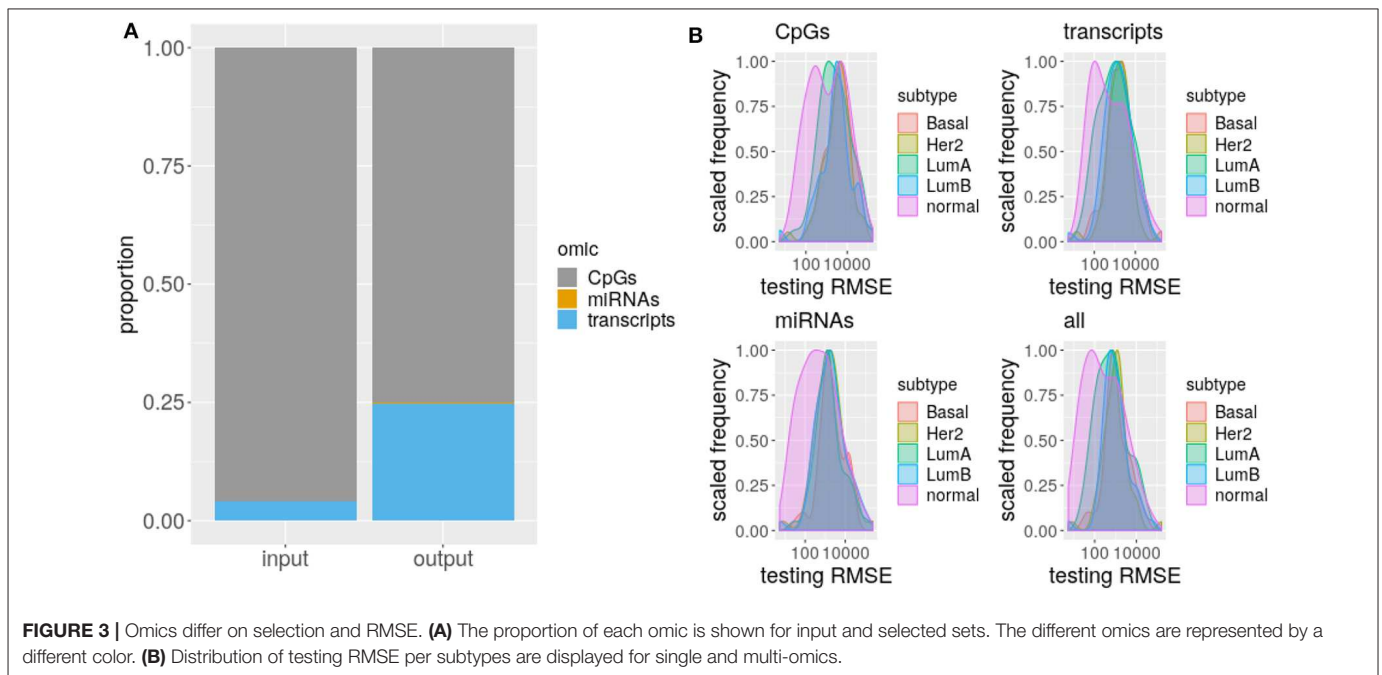 A
1.00
0.75
0.50
0.25
0.00
proportion
input
output
omic
CpGs
miRNAs
transcripts
B
CpGs
1.00
0.75
0.50
0.25
0.00
scaled frequency
100 10000
testing RMSE
subtype
Basal
Her2
LumA
LumB
normal
transcripts
1.00
0.75
0.50
0.25
0.00
scaled frequency
100 10000
testing RMSE
subtype
Basal
Her2
LumA
LumB
normal
miRNAs
1.00
0.75
0.50
0.25
0.00
scaled frequency
100 10000
testing RMSE
subtype
Basal
Her2
LumA
LumB
normal
all
1.00
0.75
0.50
0.25
0.00
scaled frequency
100 10000
testing RMSE
subtype
Basal
Her2
LumA
LumB
normal
FIGURE 3 | Omics differ on selection and RMSE. (A) The proportion of each omic is shown for input and selected sets. The different omics are represented by a
different color. (B) Distribution of testing RMSE per subtypes are displayed for single and multi-omics.